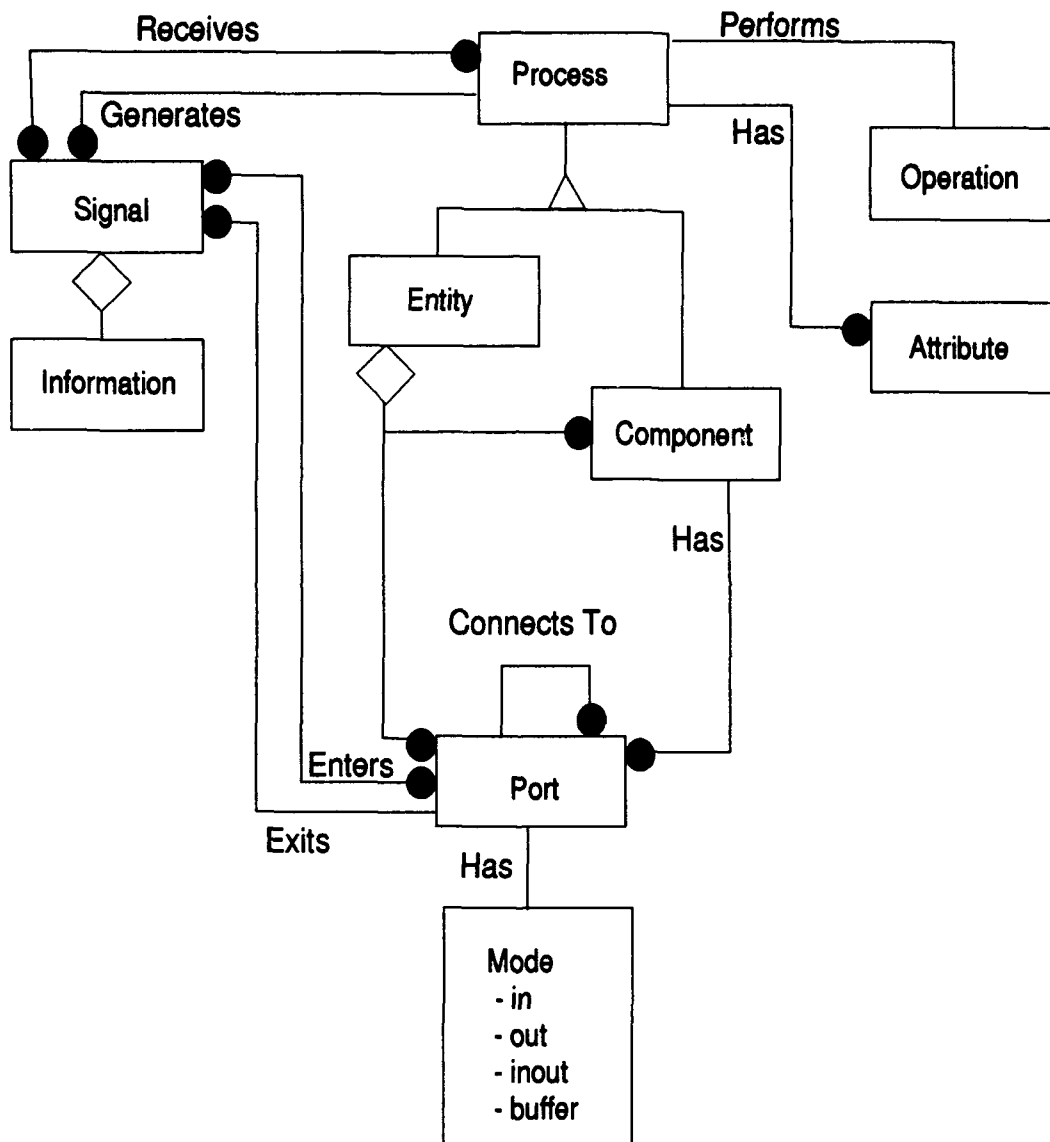 Receives
Performs
Process
Generates
Has
Operation
Signal
Entity
Attribute
Information
Component
Has
Connects To
Enters
Port
Exits
Has
Mode
- in
- out
- inout
- buffer